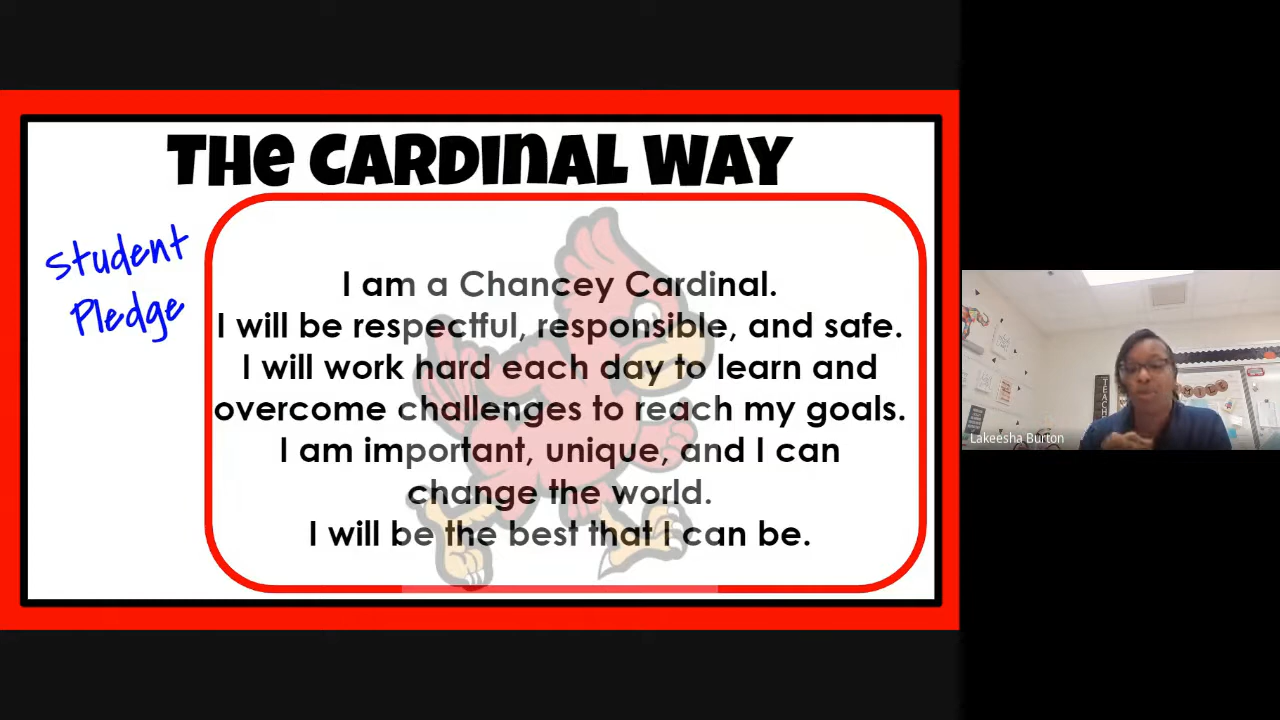 THE CARDINAL WAY
Student
Pledge
I am a Chancey Cardinal.
I will be respectful, responsible, and safe.
I will work hard each day to learn and
overcome challenges to reach my goals.
I am important, unique, and I can
change the world.
I will be the best that I can be.
Lakeesha Burton
TEACH